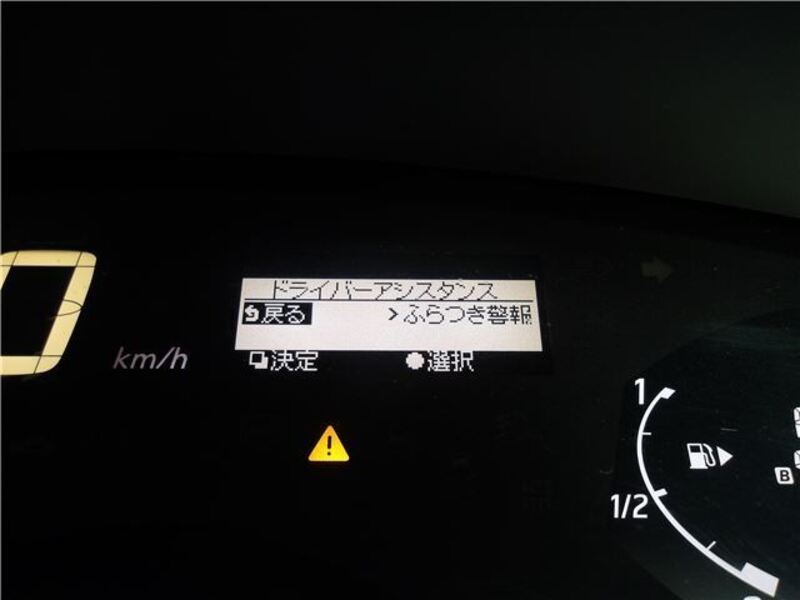 ドライバーアシスタンス
戻る >ふらつき警報
決定 選択
0 km/h
1
1/2
B